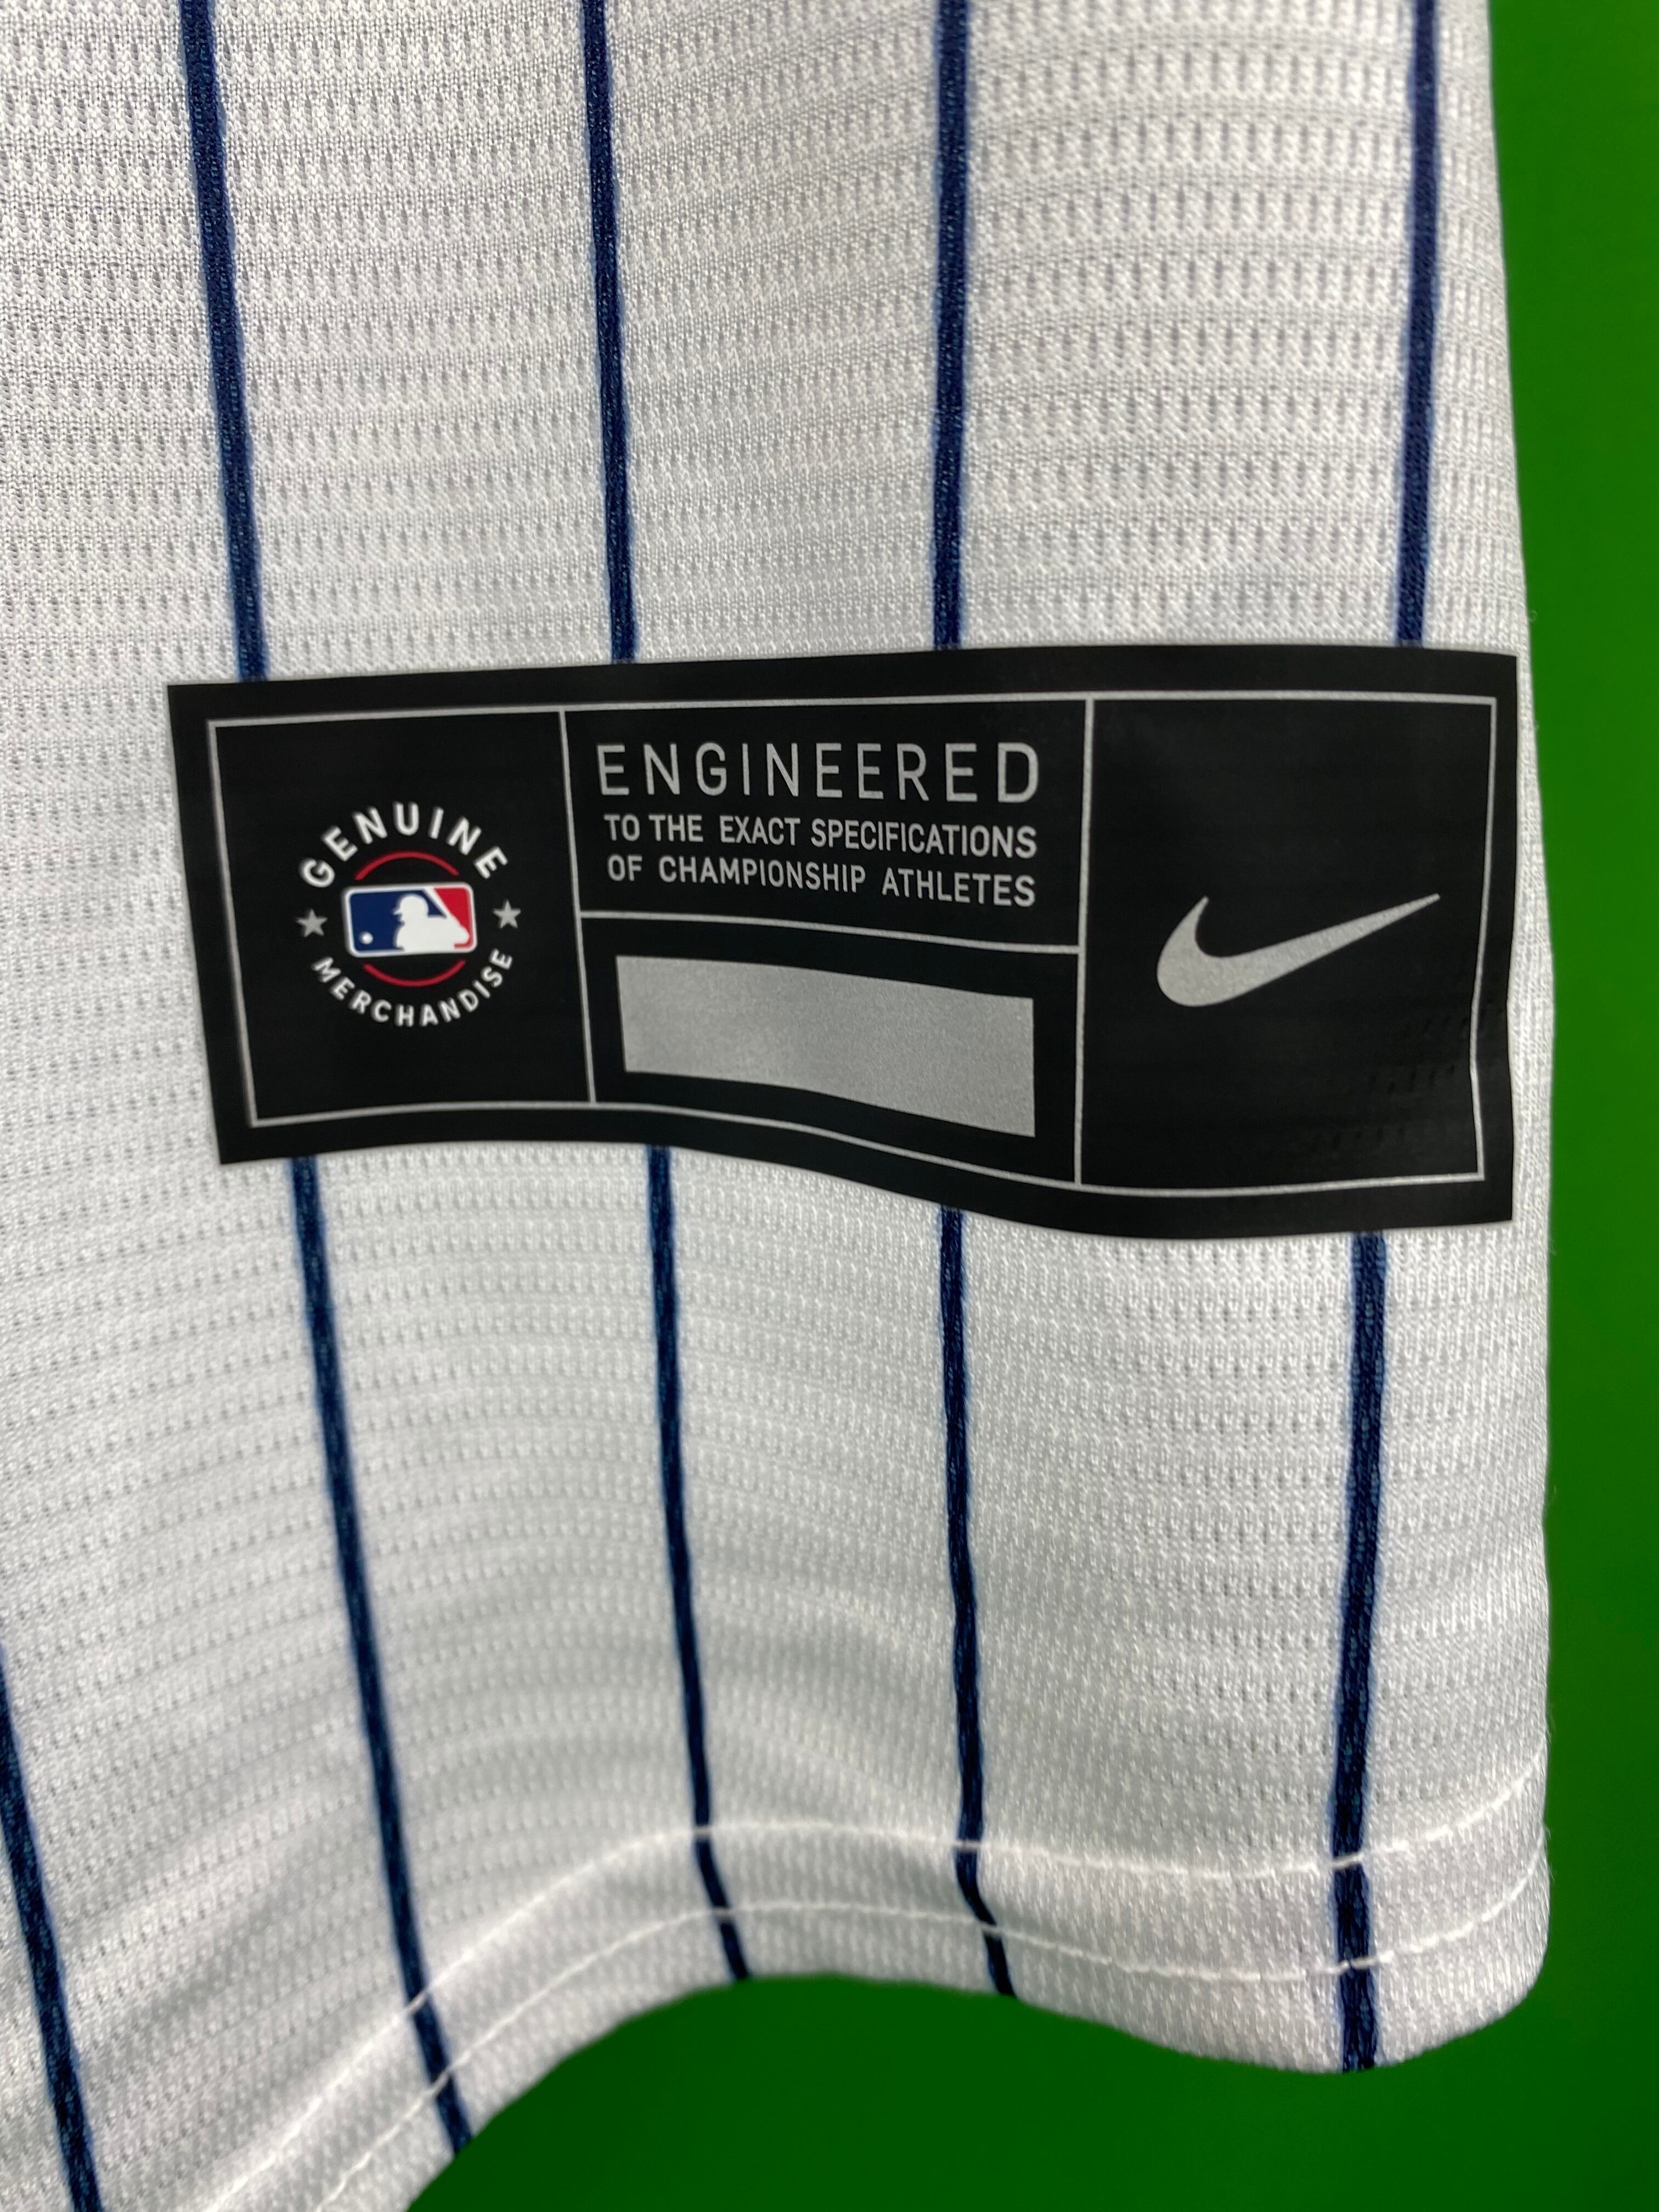 GENUINE
MERCHANDISE
ENGINEERED
TO THE EXACT SPECIFICATIONS
OF CHAMPIONSHIP ATHLETES